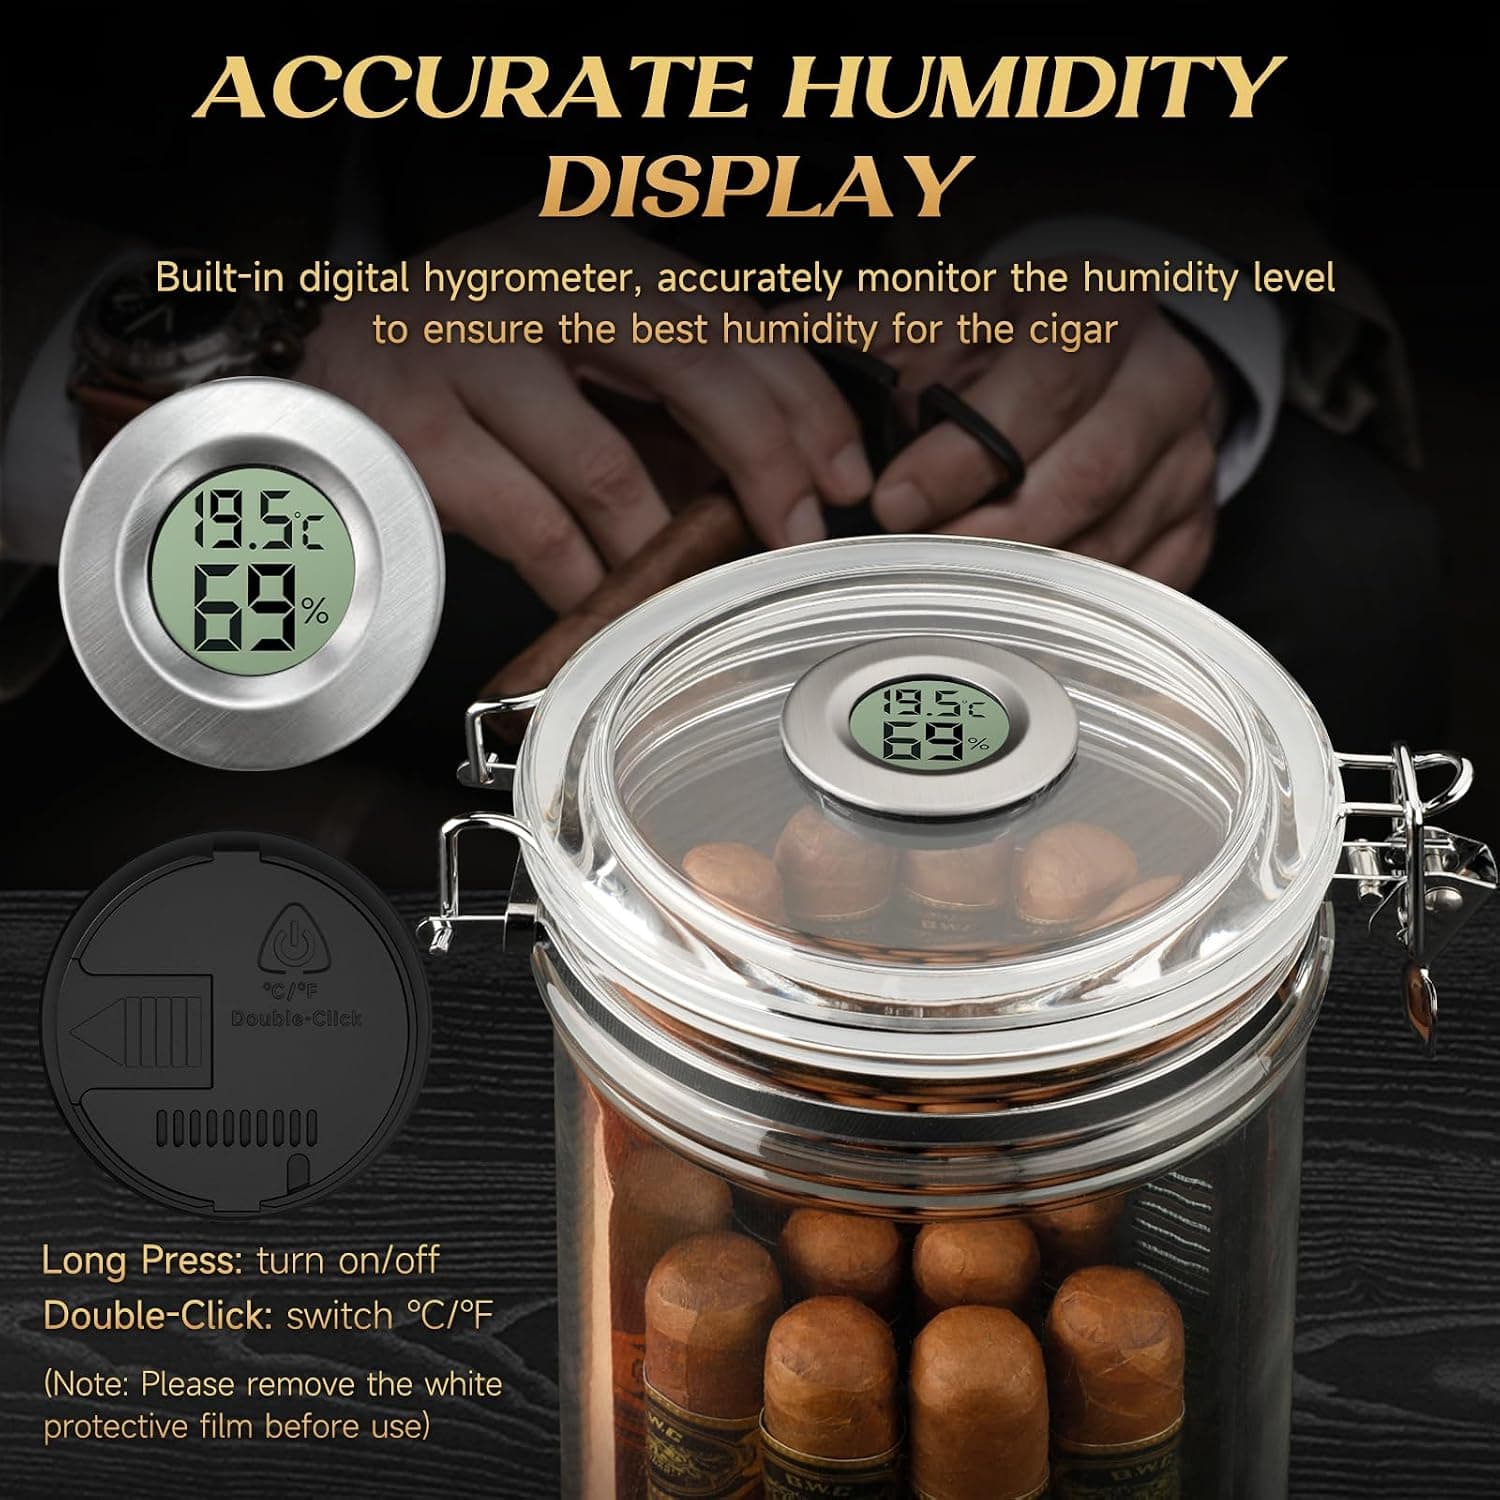 ACCURATE HUMIDITY
DISPLAY
Built-in digital hygrometer, accurately monitor the humidity level
to ensure the best humidity for the cigar
19.5°C
69%
19.5°C
69%
°C/°F
Double-Click
Long Press: turn on/off
Double-Click: switch °C/°F
(Note: Please remove the white
protective film before use)
G.W.C